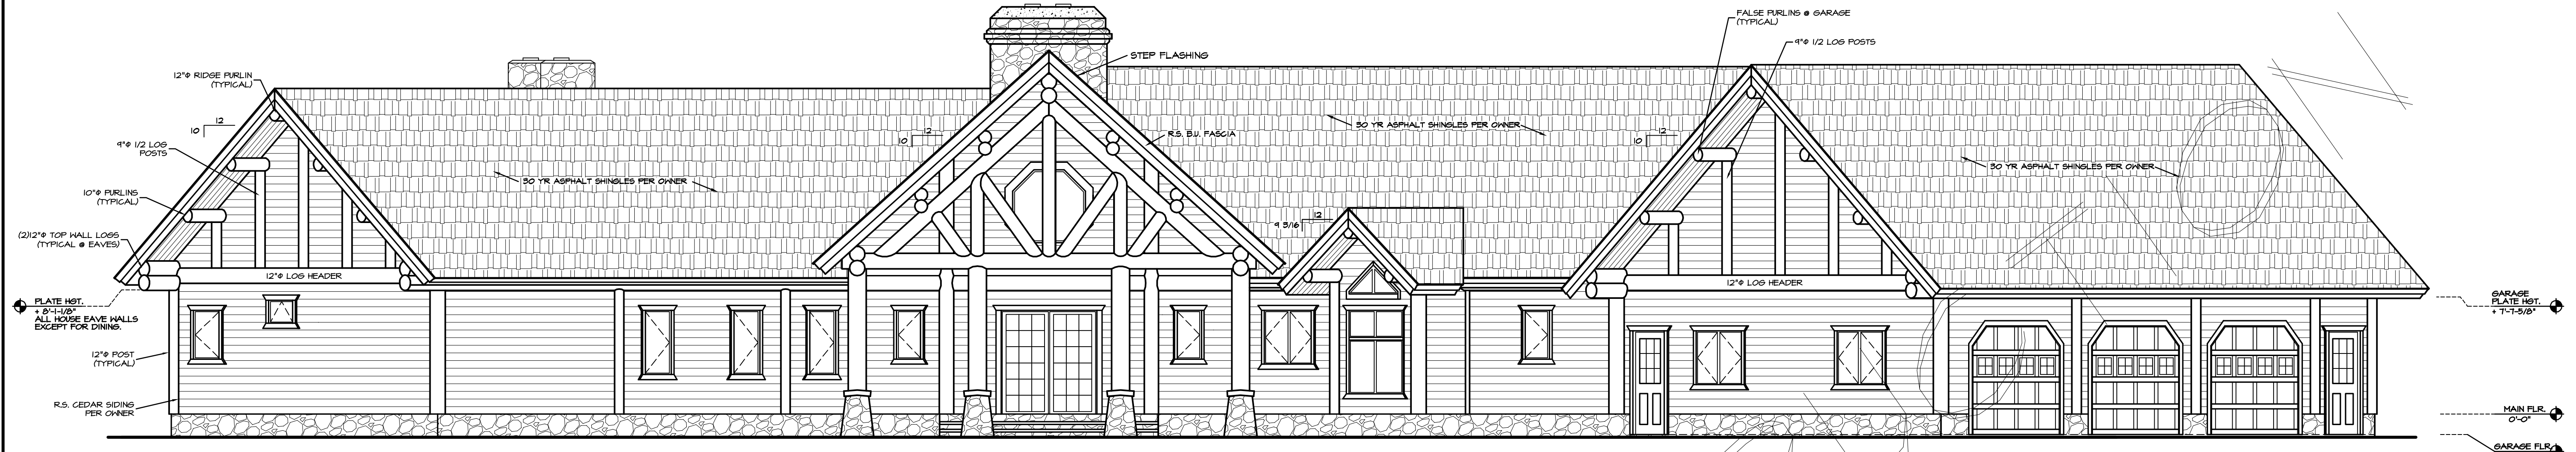 FALSE PURLINS @ GARAGE
(TYPICAL)
9"Φ 1/2 LOG POSTS
STEP FLASHING
12"Φ RIDGE PURLIN
(TYPICAL)
12
10
9"Φ 1/2 LOG
POSTS
12
10
R.S. B.U. FASCIA
30 YR ASPHALT SHINGLES PER OWNER
12
10
30 YR ASPHALT SHINGLES PER OWNER
30 YR ASPHALT SHINGLES PER OWNER
10"Φ PURLINS
(TYPICAL)
12
9 3/16
(2)12"Φ TOP WALL LOGS
(TYPICAL @ EAVES)
12"Φ LOG HEADER
12"Φ LOG HEADER
PLATE HGT.
+ 8'-1-1/8"
ALL HOUSE EAVE WALLS
EXCEPT FOR DINING.
GARAGE
PLATE HGT.
+ 7'-7-5/8"
12"Φ POST
(TYPICAL)
R.S. CEDAR SIDING
PER OWNER
MAIN FLR.
0'-0"
GARAGE FLR.